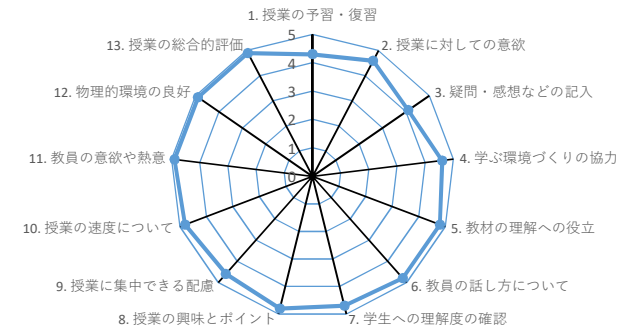 1. 授業の予習・復習
2. 授業に対しての意欲
3. 疑問・感想などの記入
4. 学ぶ環境づくりの協力
5. 教材の理解への役立
6. 教員の話し方について
7. 学生への理解度の確認
8. 授業の興味とポイント
9. 授業に集中できる配慮
10. 授業の速度について
11. 教員の意欲や熱意
12. 物理的環境の良好
13. 授業の総合的評価
5
4
3
2
1
0